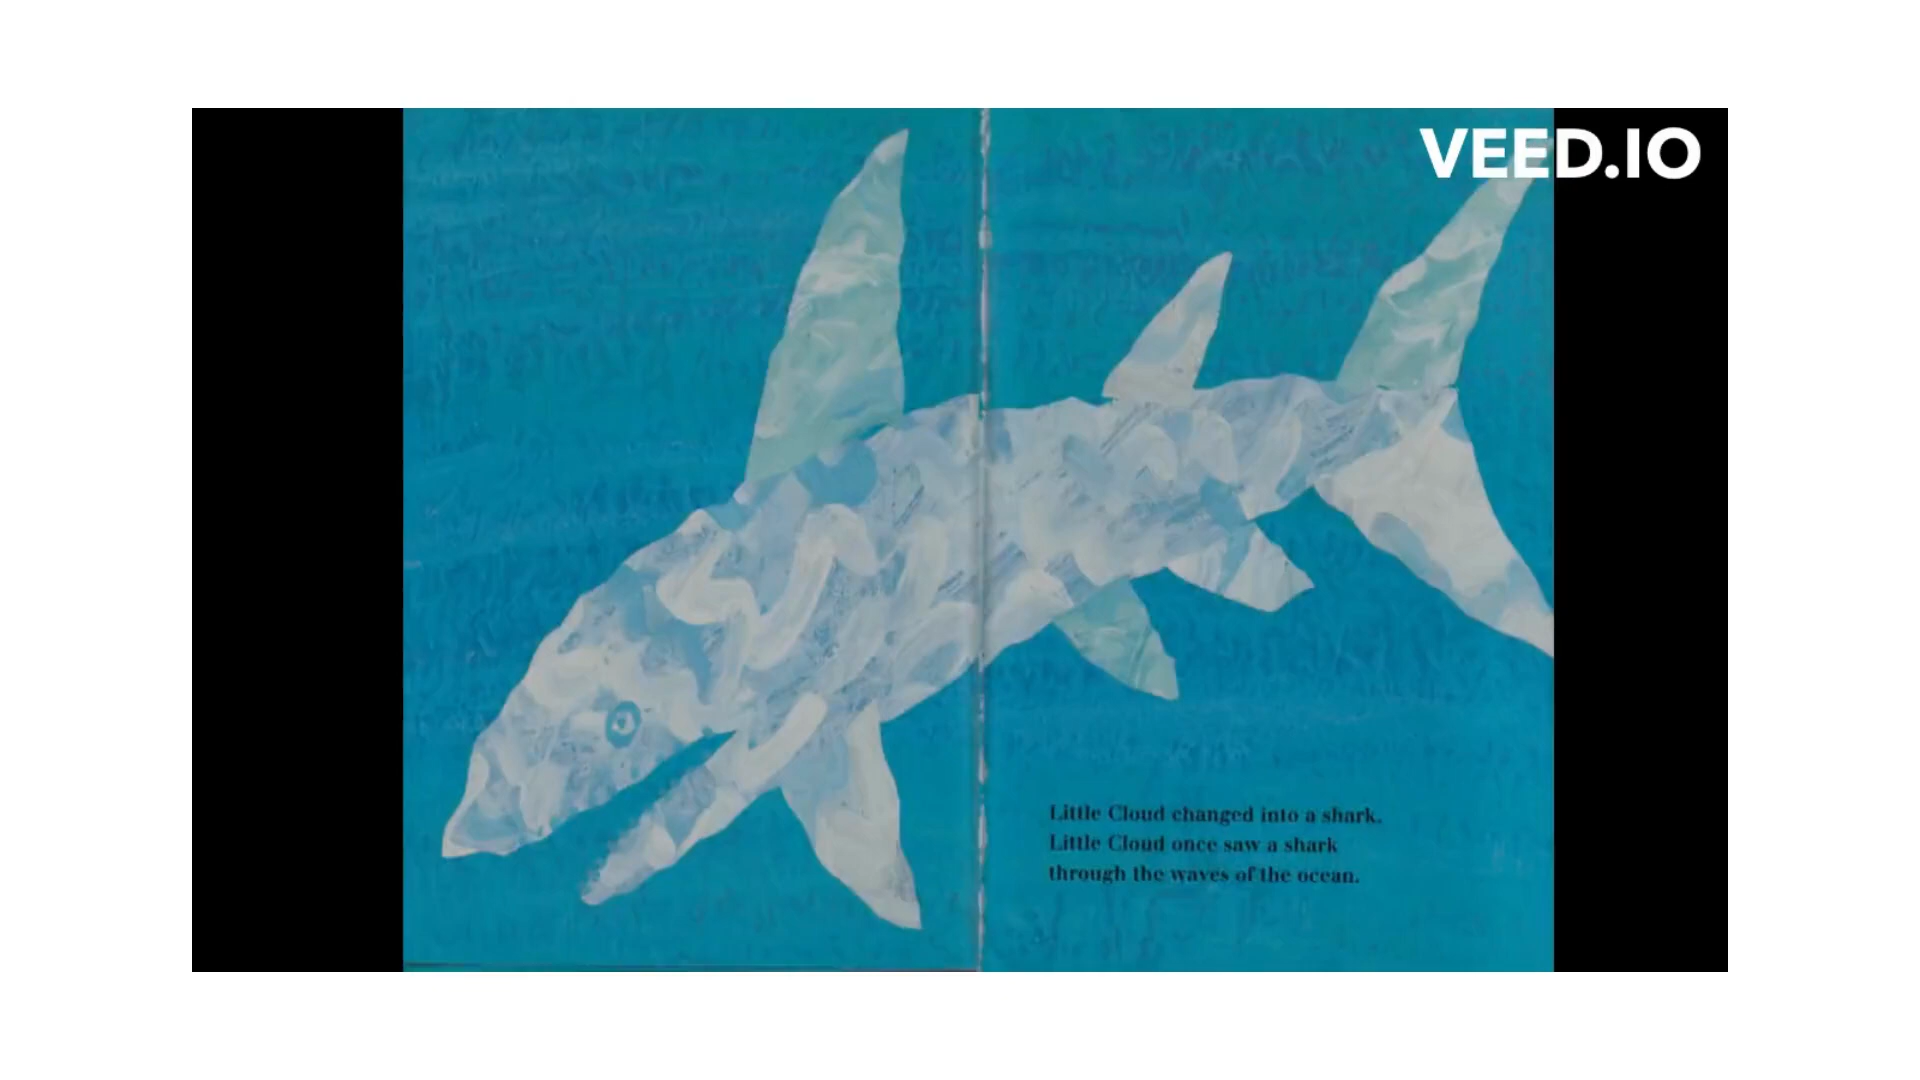 VEED.IO
Little Cloud changed into a shark.
Little Cloud once saw a shark
through the waves of the ocean.